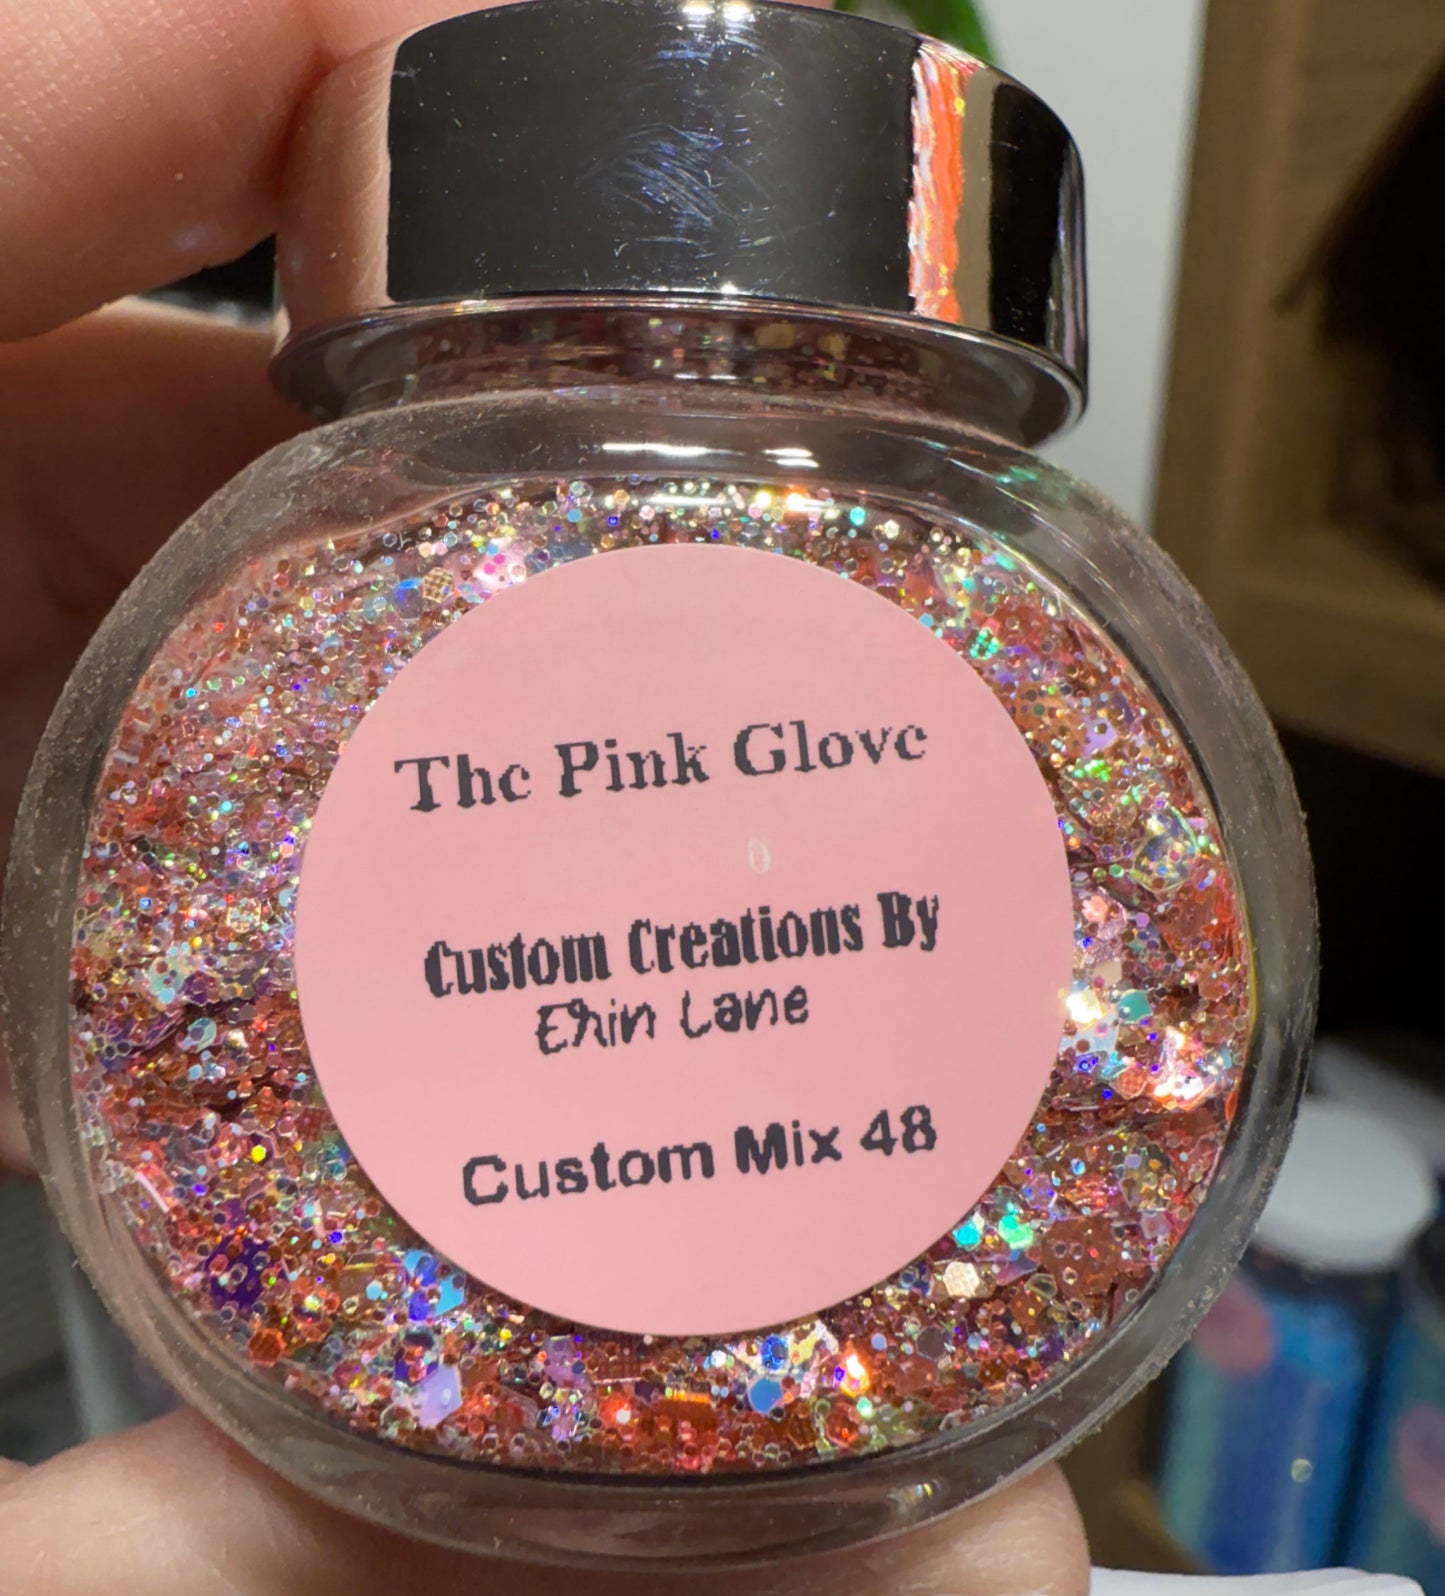 The Pink Glove
Custom Creations By
Erin Lane
Custom Mix 48